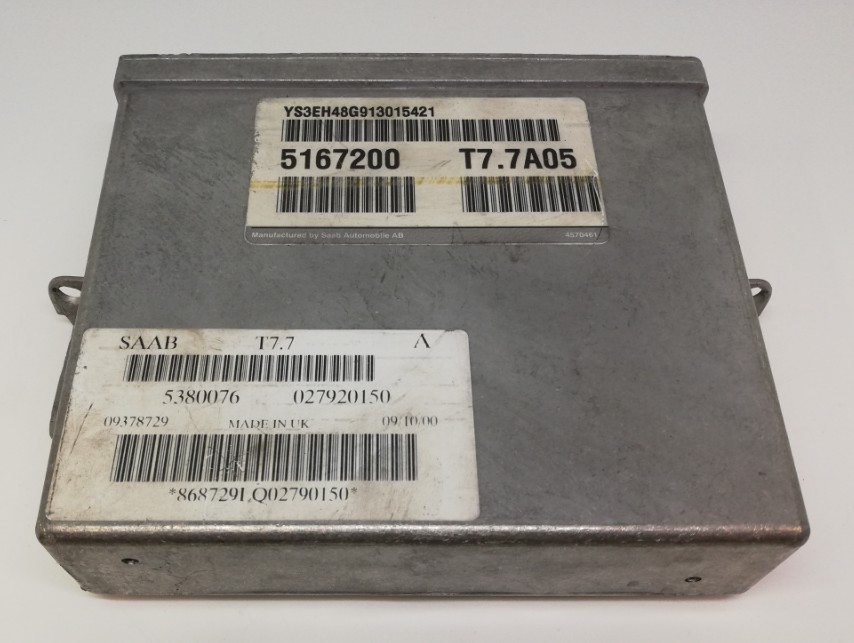 YS3EH48G913015421
5167200 T7.7A05
Manufactured by Saab Automobile AB 4870461
SAAB T7.7 A
5380076 027920150
09378729 MADE IN UK 09/10/00
*868729LQ02790150*